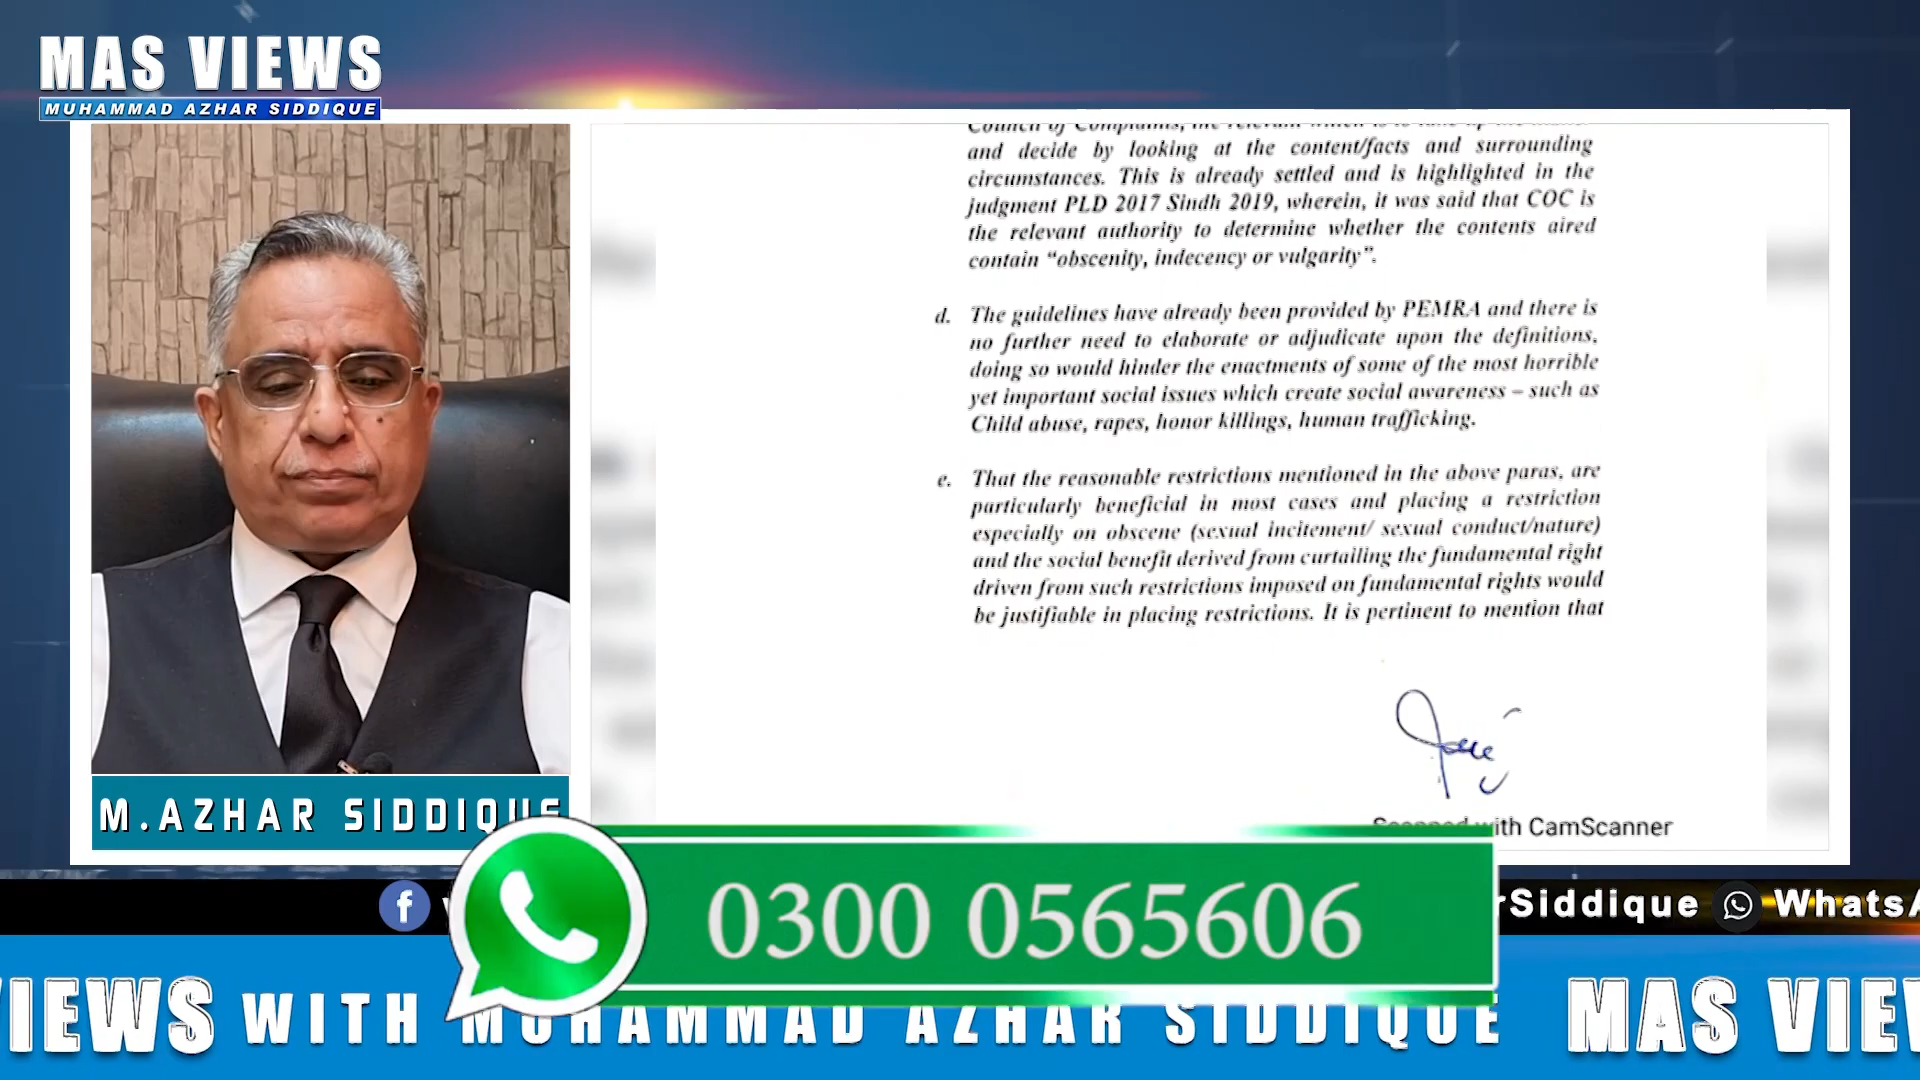 MAS VIEWS
MUHAMMAD AZHAR SIDDIQUE
and decide by looking at the content/facts and surrounding
circumstances. This is already settled and is highlighted in the
judgment PLD 2017 Sindh 2019, wherein, it was said that COC is
the relevant authority to determine whether the contents aired
contain “obscenity, indecency or vulgarity”.
d. The guidelines have already been provided by PEMRA and there is
no further need to elaborate or adjudicate upon the definitions,
doing so would hinder the enactments of some of the most horrible
yet important social issues which create social awareness – such as
Child abuse, rapes, honor killings, human trafficking.
e. That the reasonable restrictions mentioned in the above paras, are
particularly beneficial in most cases and placing a restriction
especially on obscene (sexual incitement/ sexual conduct/nature)
and the social benefit derived from curtailing the fundamental right
driven from such restrictions imposed on fundamental rights would
be justifiable in placing restrictions. It is pertinent to mention that
Scanned with CamScanner
M.AZHAR SIDDIQUE
0300 0565606
rSiddique WhatsA
VIEWS WITH MUHAMMAD AZHAR SIDDIQUE MAS VIEW